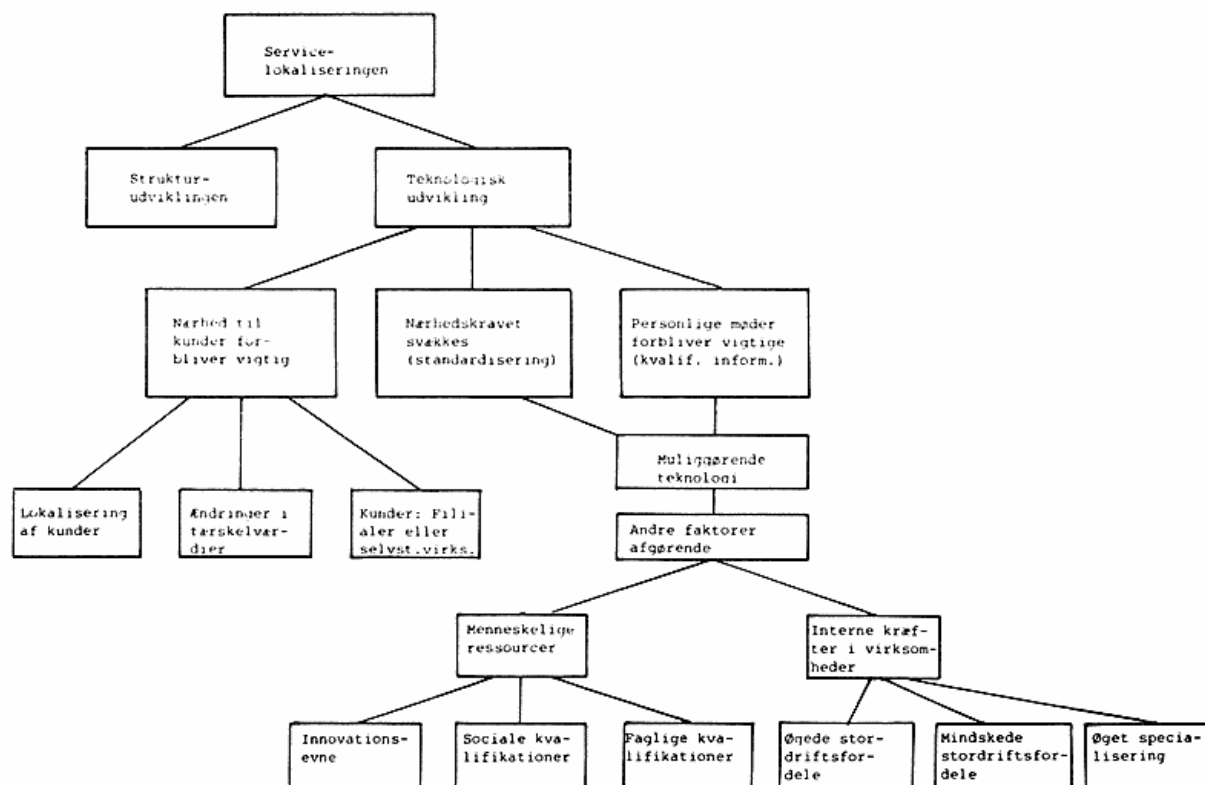 Service-
lokaliseringen
Struktur-
udviklingen
Teknologisk
udvikling
Nærhed til
kunder for-
bliver vigtig
Nærhedskravet
svækkes
(standardisering)
Personlige møder
forbliver vigtige
(kvalif. inform.)
Muliggørende
teknologi
Lokalisering
af kunder
Ændringer i
tærskelvær-
dier
Kunder: Fili-
aler eller
selvst.virks.
Andre faktorer
afgørende
Menneskelige
ressourcer
Interne kræf-
ter i virksom-
heder
Innovations-
evne
Sociale kva-
lifikationer
Faglige kva-
lifikationer
Øgede stor-
driftsfor-
dele
Mindskede
stordriftsfor-
dele
Øget specia-
lisering